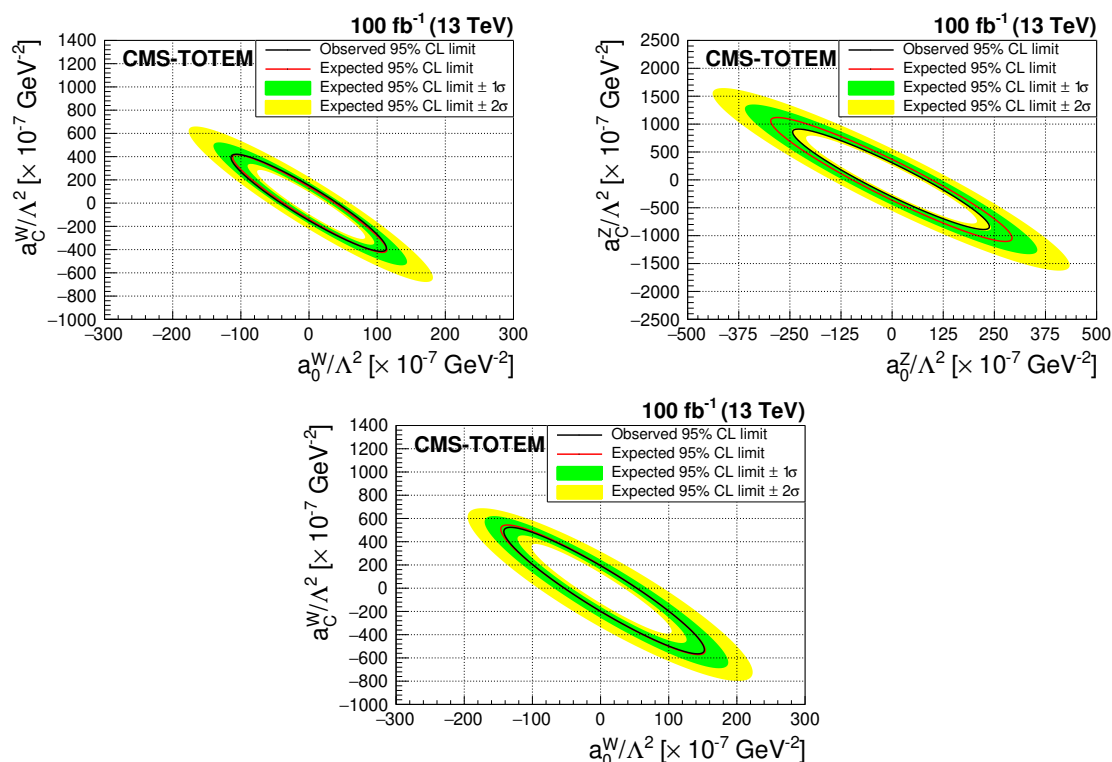 100 fb⁻¹ (13 TeV)
CMS-TOTEM
Observed 95% CL limit
Expected 95% CL limit
Expected 95% CL limit ± 1σ
Expected 95% CL limit ± 2σ
a_C^W/Λ² [× 10⁻⁷ GeV⁻²]
1400
1200
1000
800
600
400
200
0
−200
−400
−600
−800
−1000
−300 −200 −100 0 100 200 300
a_0^W/Λ² [× 10⁻⁷ GeV⁻²]
100 fb⁻¹ (13 TeV)
CMS-TOTEM
Observed 95% CL limit
Expected 95% CL limit
Expected 95% CL limit ± 1σ
Expected 95% CL limit ± 2σ
a_C^Z/Λ² [× 10⁻⁷ GeV⁻²]
2500
2000
1500
1000
500
0
−500
−1000
−1500
−2000
−2500
−500 −375 −250 −125 0 125 250 375 500
a_0^Z/Λ² [× 10⁻⁷ GeV⁻²]
100 fb⁻¹ (13 TeV)
CMS-TOTEM
Observed 95% CL limit
Expected 95% CL limit
Expected 95% CL limit ± 1σ
Expected 95% CL limit ± 2σ
a_C^W/Λ² [× 10⁻⁷ GeV⁻²]
1400
1200
1000
800
600
400
200
0
−200
−400
−600
−800
−1000
−300 −200 −100 0 100 200 300
a_0^W/Λ² [× 10⁻⁷ GeV⁻²]